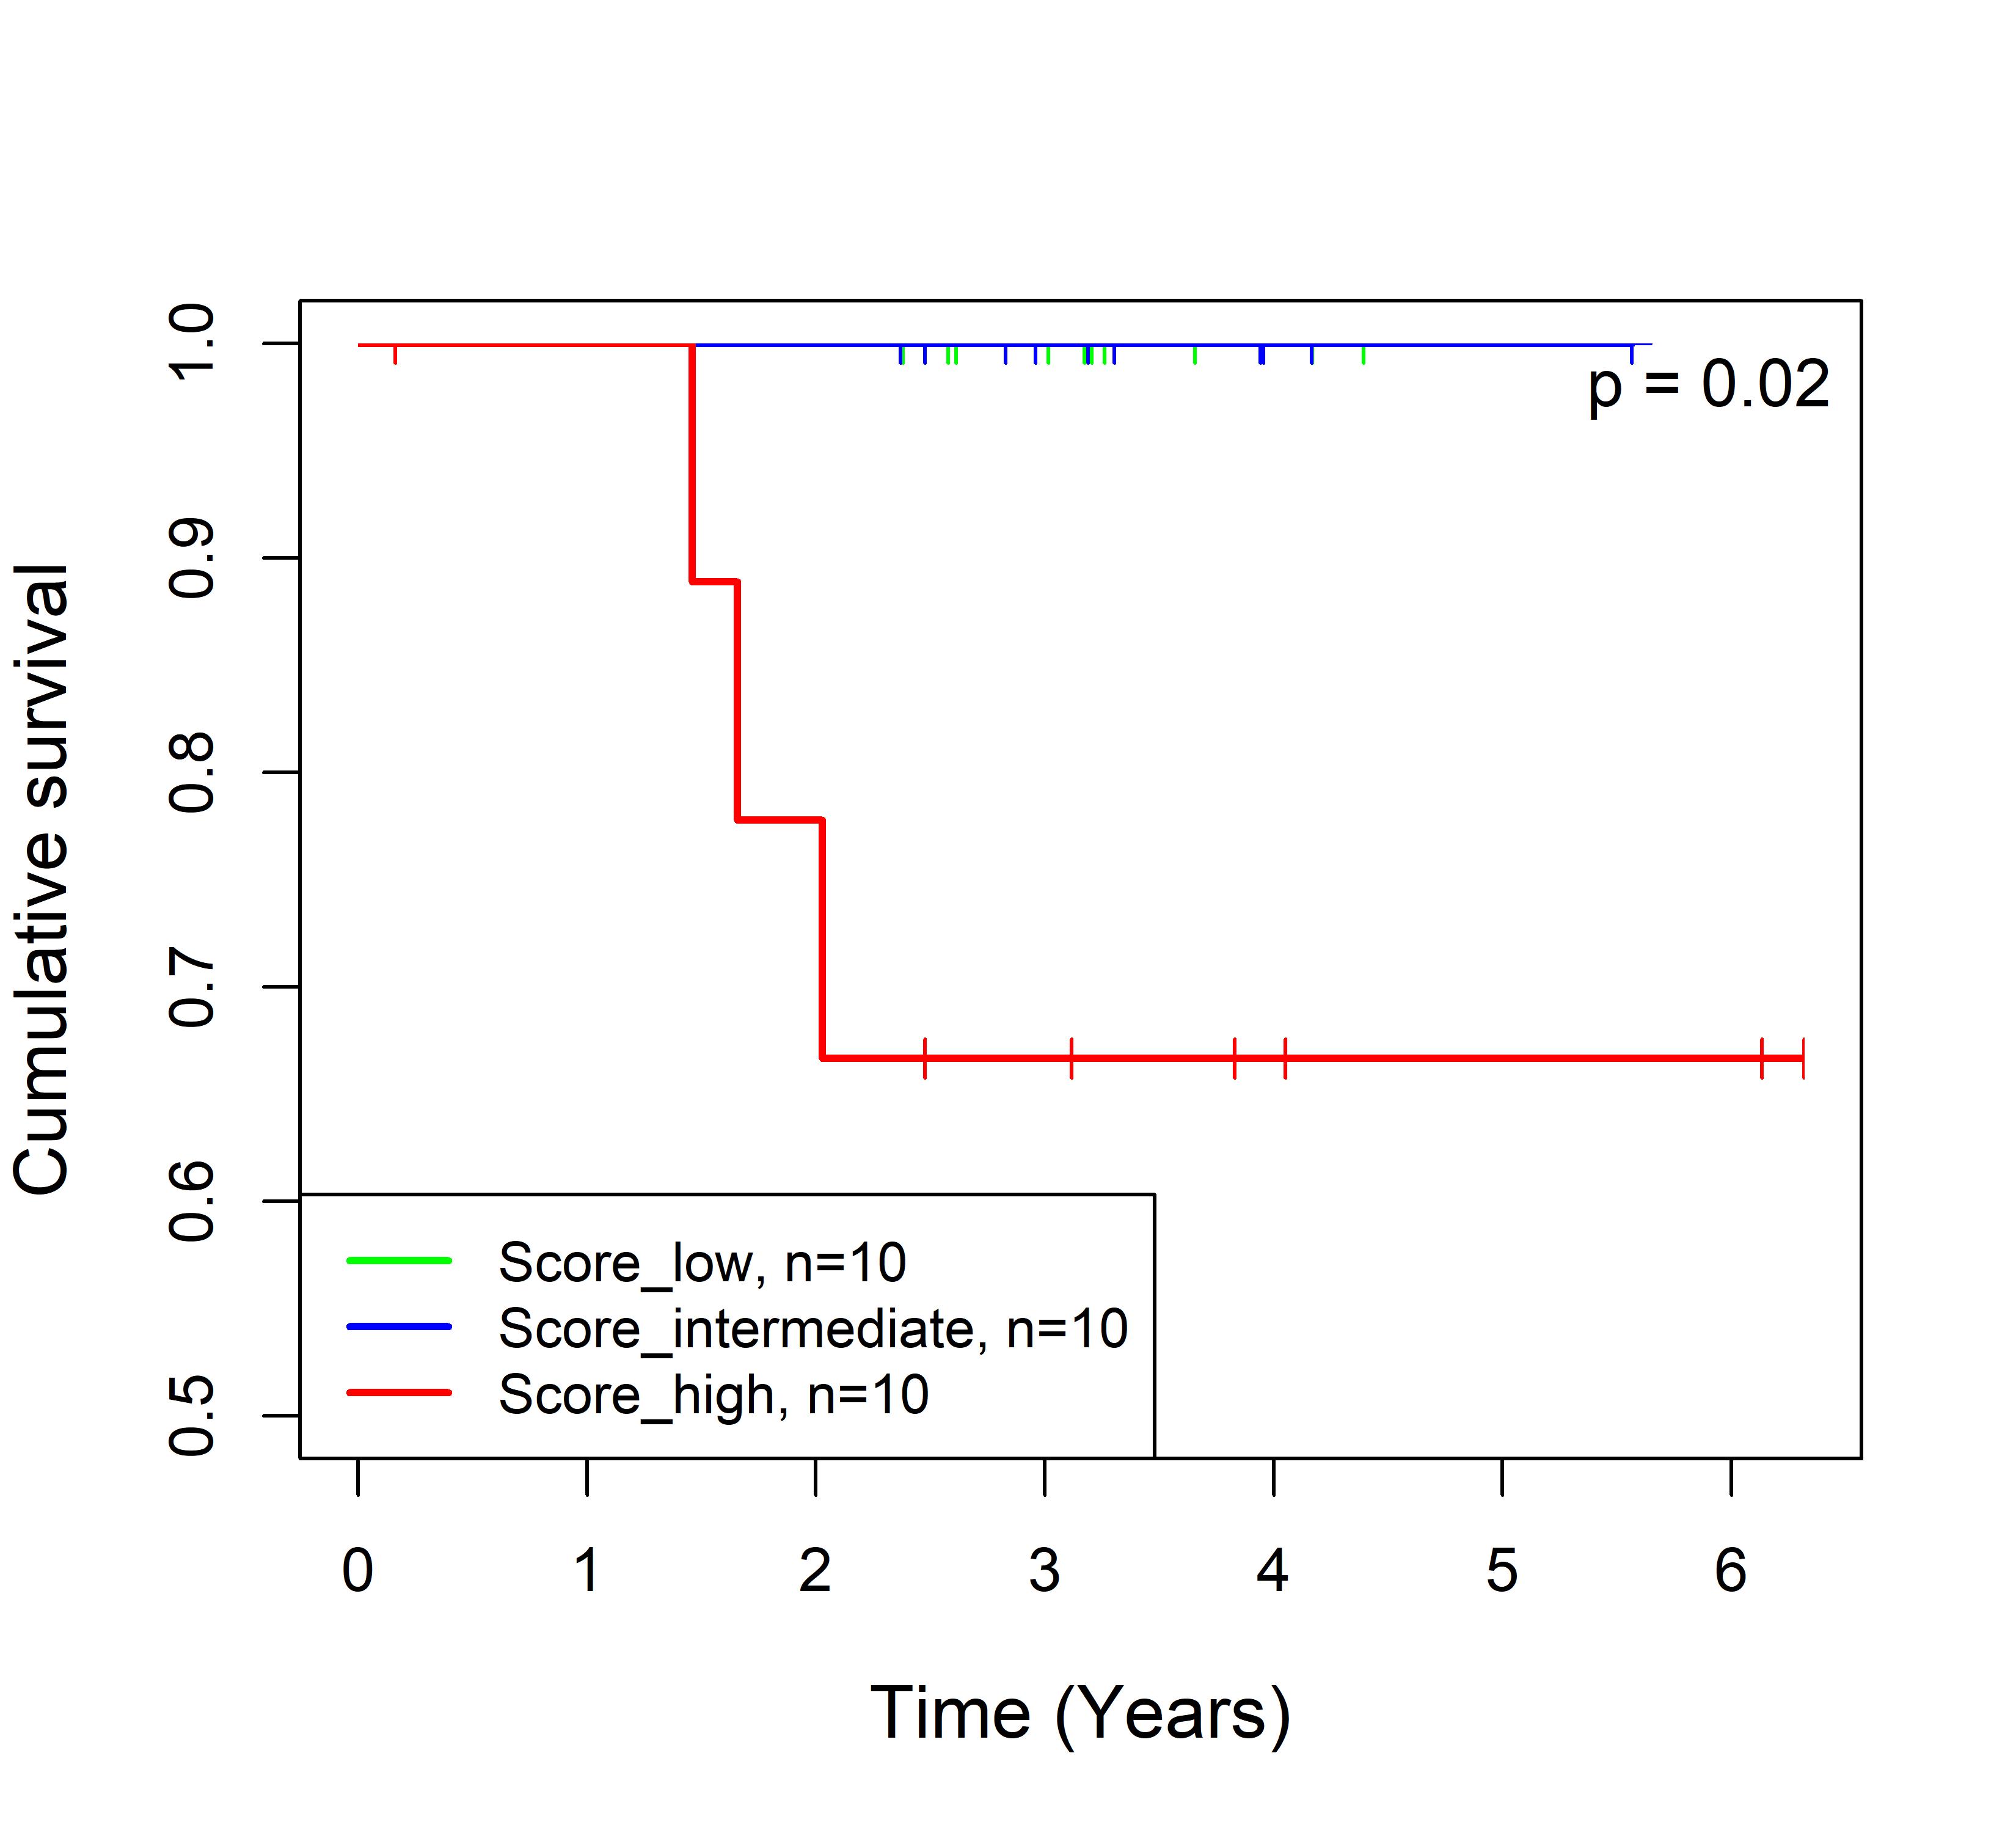 p = 0.02
Cumulative survival
1.0
0.9
0.8
0.7
0.6
0.5
Score_low, n=10
Score_intermediate, n=10
Score_high, n=10
0 1 2 3 4 5 6
Time (Years)